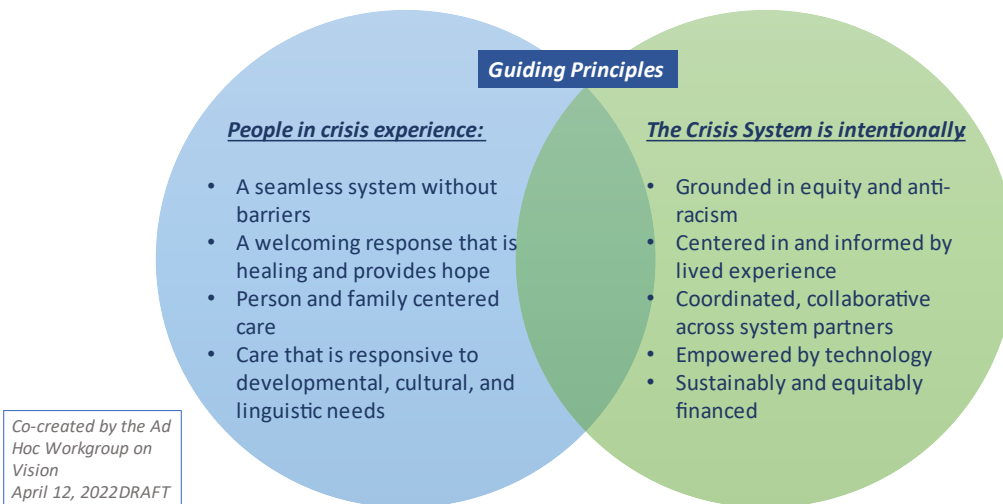 Guiding Principles
People in crisis experience:
• A seamless system without
barriers
• A welcoming response that is
healing and provides hope
• Person and family centered
care
• Care that is responsive to
developmental, cultural, and
linguistic needs
The Crisis System is intentionally:
• Grounded in equity and anti-
racism
• Centered in and informed by
lived experience
• Coordinated, collaborative
across system partners
• Empowered by technology
• Sustainably and equitably
financed
Co-created by the Ad
Hoc Workgroup on
Vision
April 12, 2022DRAFT